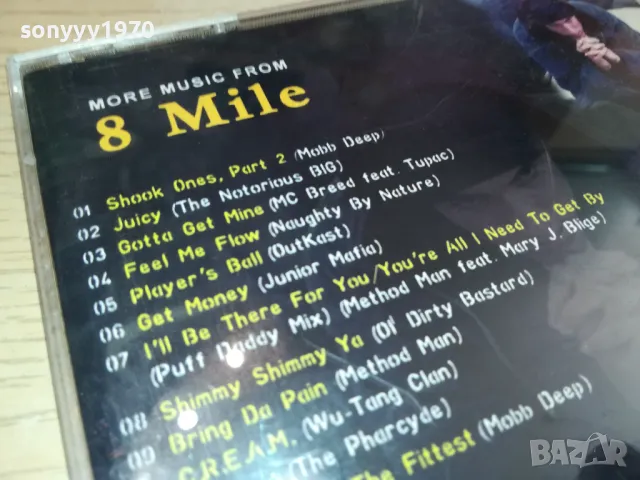 sonyyy1970
MORE MUSIC FROM
8 Mile
01 Shook Ones, Part 2 (Mobb Deep)
02 Juicy (The Notorious BIG)
03 Gotta Get Mine (MC Breed feat. Tupac)
04 Feel Me Flow (Naughty By Nature)
05 Player's Ball (OutKast)
06 Get Money (Junior Mafia)
07 I'll Be There For You/You're All I Need To Get By
(Puff Daddy Mix) (Method Man feat. Mary J. Blige)
08 Shimmy Shimmy Ya (Ol' Dirty Bastard)
09 Bring Da Pain (Method Man)
C.R.E.A.M. (Wu-Tang Clan)
(The Pharcyde)
The Fittest (Mobb Deep)
BAZAR